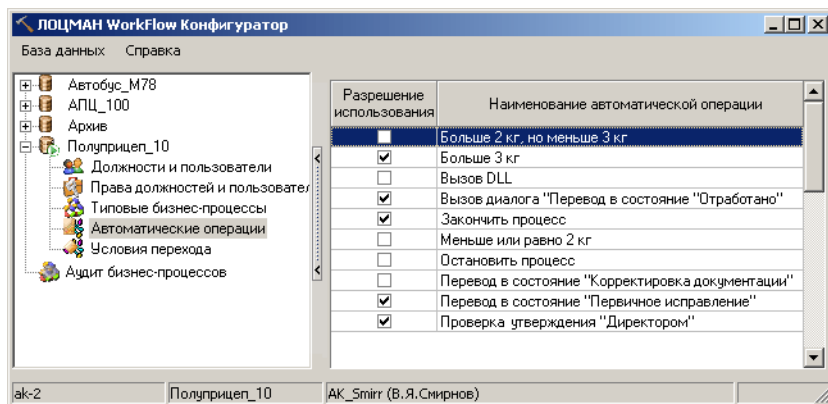 ЛОЦМАН WorkFlow Конфигуратор
База данных Справка
Автобус_М78
АПЦ_100
Архив
Полуприцеп_10
Должности и пользователи
Права должностей и пользовател
Типовые бизнес-процессы
Автоматические операции
Условия перехода
Аудит бизнес-процессов
Разрешение использования
Наименование автоматической операции
Больше 2 кг, но меньше 3 кг
Больше 3 кг
Вызов DLL
Вызов диалога "Перевод в состояние "Отработано"
Закончить процесс
Меньше или равно 2 кг
Остановить процесс
Перевод в состояние "Корректировка документации"
Перевод в состояние "Первичное исправление"
Проверка утверждения "Директором"
ak-2 Полуприцеп_10 AK_Smirr (В.Я.Смирнов)